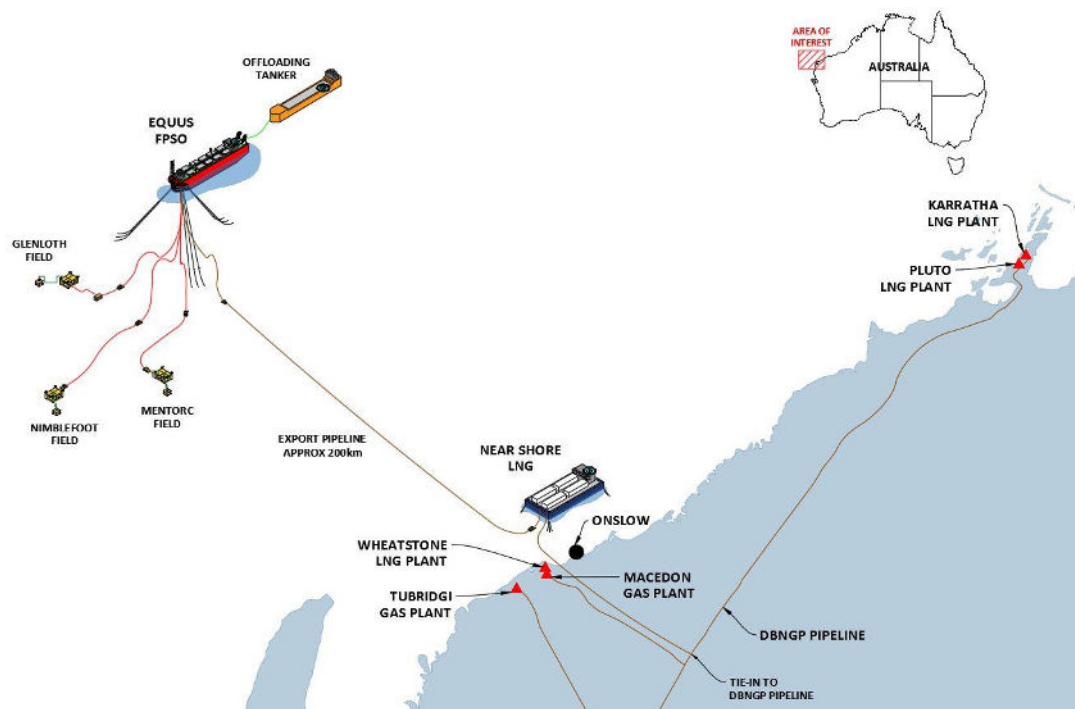 OFFLOADING
TANKER
EQUUS
FPSO
AREA OF
INTEREST
AUSTRALIA
GLENLOTH
FIELD
KARRATHA
LNG PLANT
PLUTO
LNG PLANT
NIMBLEFOOT
FIELD
MENTORC
FIELD
EXPORT PIPELINE
APPROX 200km
NEAR SHORE
LNG
ONSLOW
WHEATSTONE
LNG PLANT
MACEDON
GAS PLANT
TUBRIDGI
GAS PLANT
DBNGP PIPELINE
TIE-IN TO
DBNGP PIPELINE